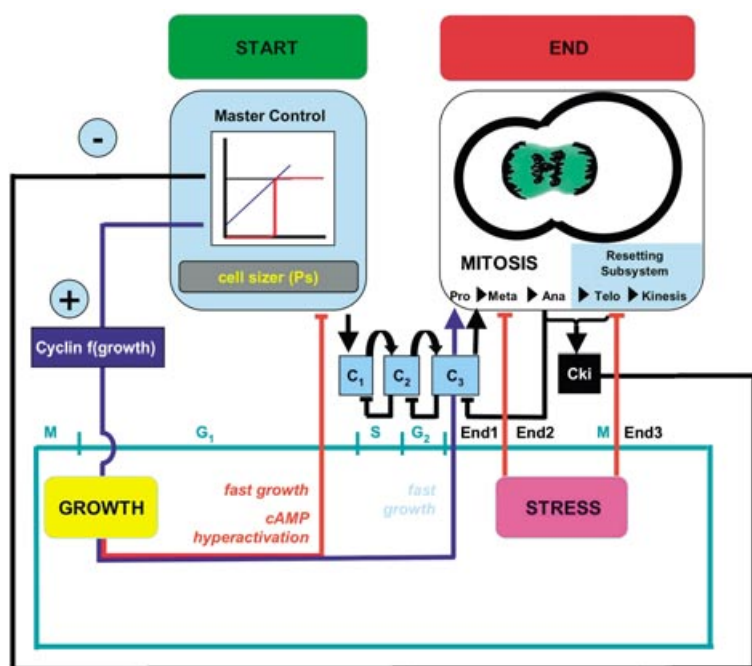 START
END
-
Master Control
cell sizer (Ps)
+
Cyclin f(growth)
MITOSIS
Resetting
Subsystem
Pro Meta Ana Telo Kinesis
C1 C2 C3
Cki
M G1 S G2 End1 End2 M End3
GROWTH
fast growth
cAMP
hyperactivation
fast
growth
STRESS